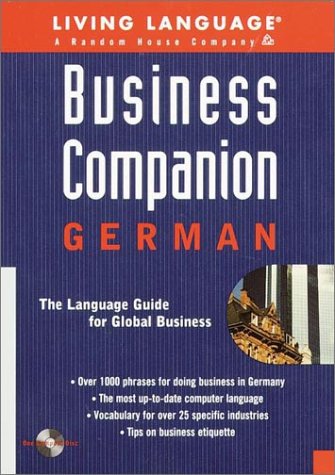 LIVING LANGUAGE®
A Random House Company
Business
Companion
GERMAN
The Language Guide
for Global Business
• Over 1000 phrases for doing business in Germany
• The most up-to-date computer language
• Vocabulary for over 25 specific industries
• Tips on business etiquette